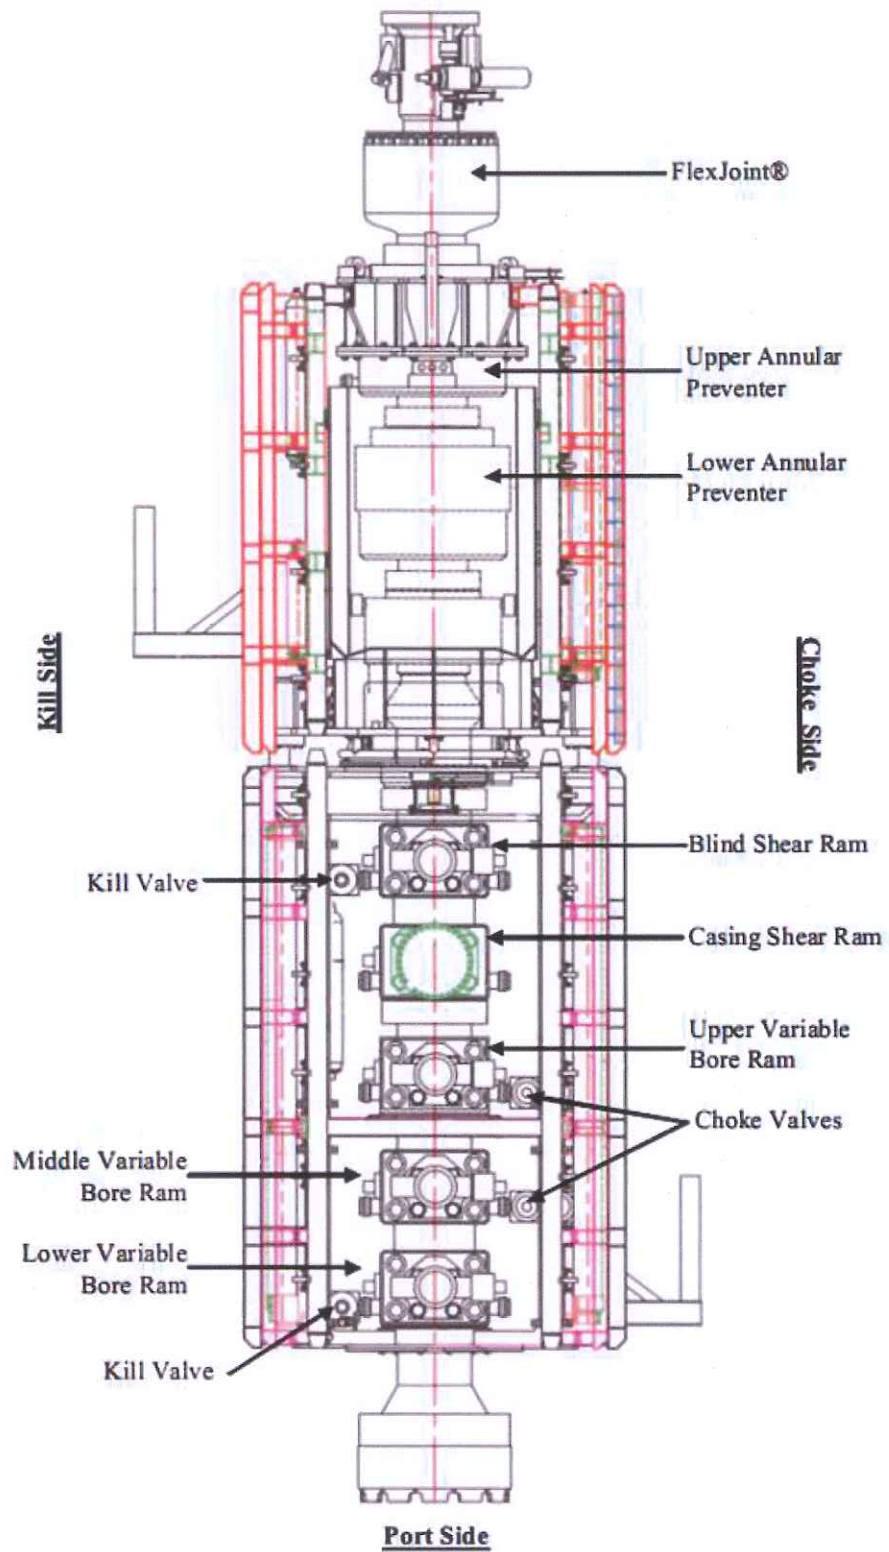 FlexJoint®
Upper Annular
Preventer
Lower Annular
Preventer
Kill Side
Choke Side
Blind Shear Ram
Kill Valve
Casing Shear Ram
Upper Variable
Bore Ram
Choke Valves
Middle Variable
Bore Ram
Lower Variable
Bore Ram
Kill Valve
Port Side